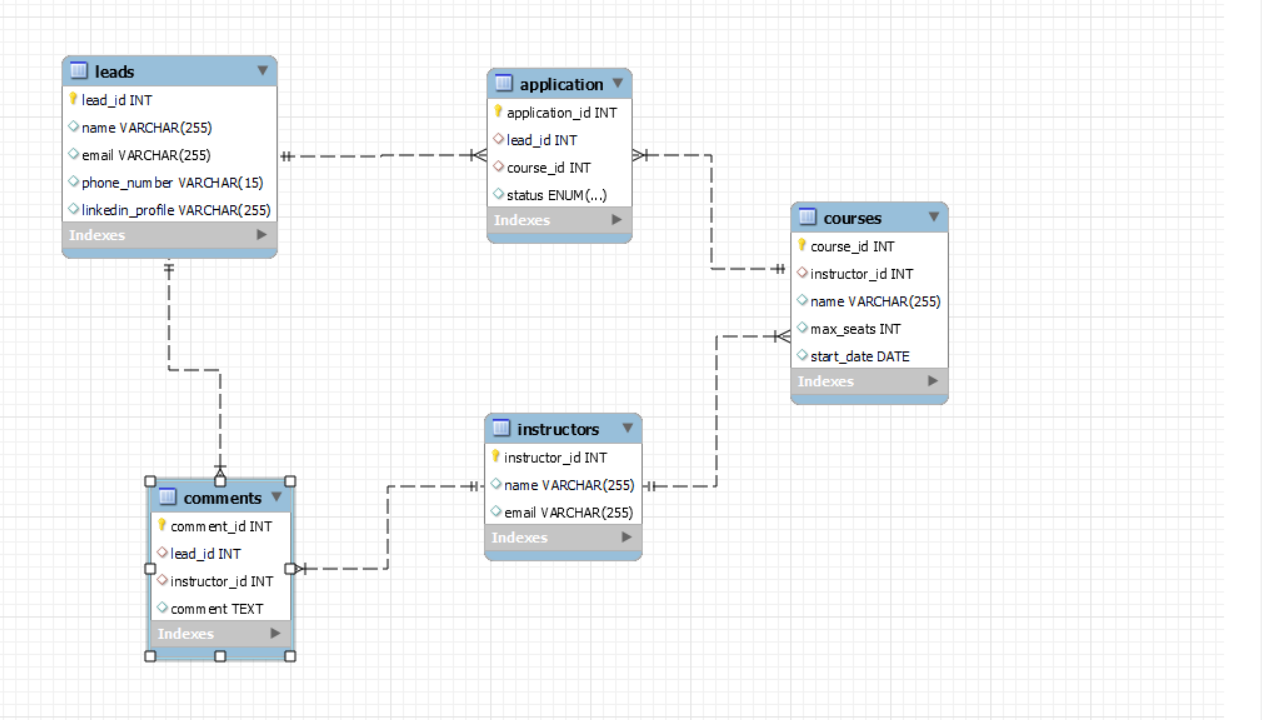 leads
lead_id INT
name VARCHAR(255)
email VARCHAR(255)
phone_number VARCHAR(15)
linkedin_profile VARCHAR(255)
Indexes
application
application_id INT
lead_id INT
course_id INT
status ENUM(...)
Indexes
courses
course_id INT
instructor_id INT
name VARCHAR(255)
max_seats INT
start_date DATE
Indexes
instructors
instructor_id INT
name VARCHAR(255)
email VARCHAR(255)
Indexes
comments
comment_id INT
lead_id INT
instructor_id INT
comment TEXT
Indexes